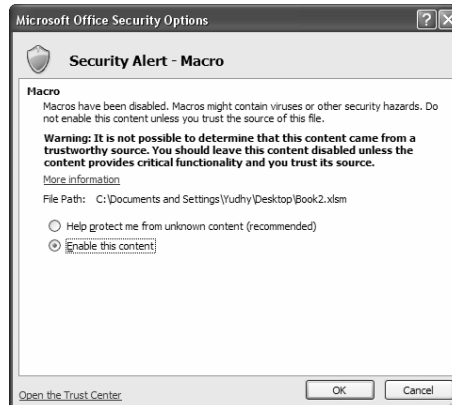 Microsoft Office Security Options
Security Alert - Macro
Macro
Macros have been disabled. Macros might contain viruses or other security hazards. Do
not enable this content unless you trust the source of this file.
Warning: It is not possible to determine that this content came from a
trustworthy source. You should leave this content disabled unless the
content provides critical functionality and you trust its source.
More information
File Path: C:\Documents and Settings\Yudhy\Desktop\Book2.xlsm
Help protect me from unknown content (recommended)
Enable this content
Open the Trust Center
OK
Cancel